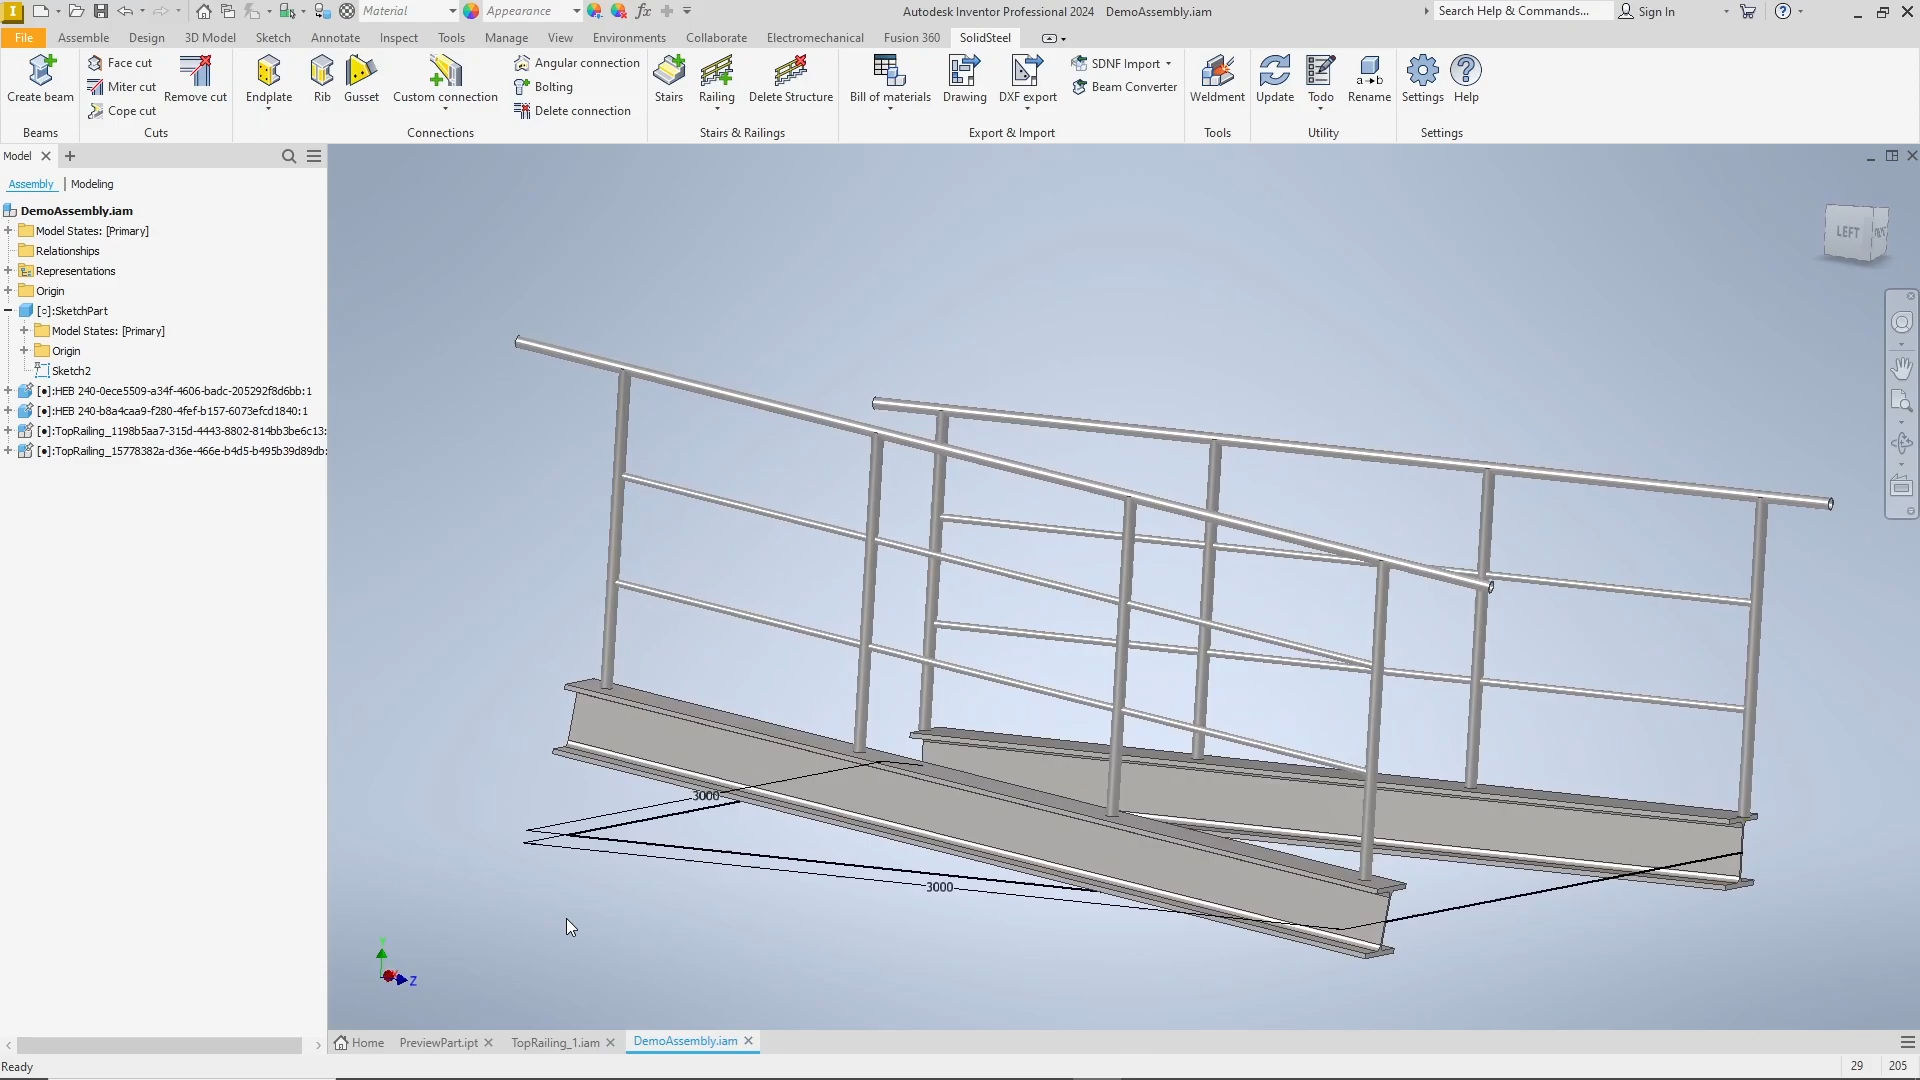 Material
Appearance
fx
Autodesk Inventor Professional 2024 DemoAssembly.iam
Search Help & Commands...
Sign In
File
Assemble
Design
3D Model
Sketch
Annotate
Inspect
Tools
Manage
View
Environments
Collaborate
Electromechanical
Fusion 360
SolidSteel
Create beam
Beams
Face cut
Miter cut
Cope cut
Remove cut
Cuts
Endplate
Rib
Gusset
Custom connection
Angular connection
Bolting
Delete connection
Connections
Stairs
Railing
Delete Structure
Stairs & Railings
Bill of materials
Drawing
DXF export
SDNF Import
Beam Converter
Export & Import
Weldment
Tools
Update
Todo
a→b
Rename
Utility
Settings
Help
Settings
Model
Assembly
Modeling
DemoAssembly.iam
Model States: [Primary]
Relationships
Representations
Origin
[○]:SketchPart
Model States: [Primary]
Origin
Sketch2
[●]:HEB 240-0ece5509-a34f-4606-badc-205292f8d6bb:1
[●]:HEB 240-b8a4caa9-f280-4fef-b157-6073efcd1840:1
[●]:TopRailing_1198b5aa7-315d-4443-8802-814bb3be6c13:
[●]:TopRailing_15778382a-d36e-466e-b4d5-b495b39d89db:
LEFT
3000
3000
Z
Home
PreviewPart.ipt
TopRailing_1.iam
DemoAssembly.iam
Ready
29
205